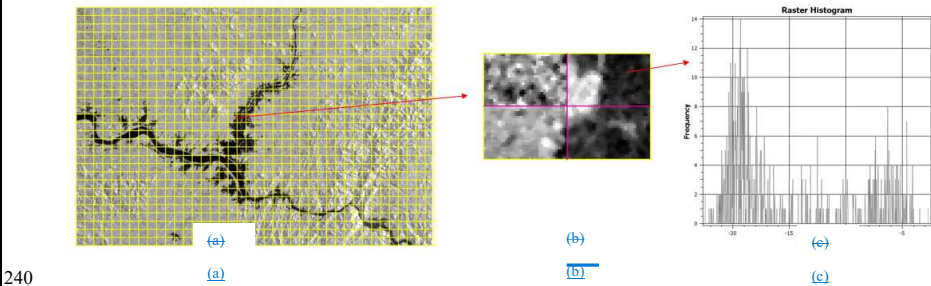 Raster Histogram
14
12
10
8
6
4
2
0
Frequency
-20
-15
-5
(a)
(b)
(c)
240
(a)
(b)
(c)